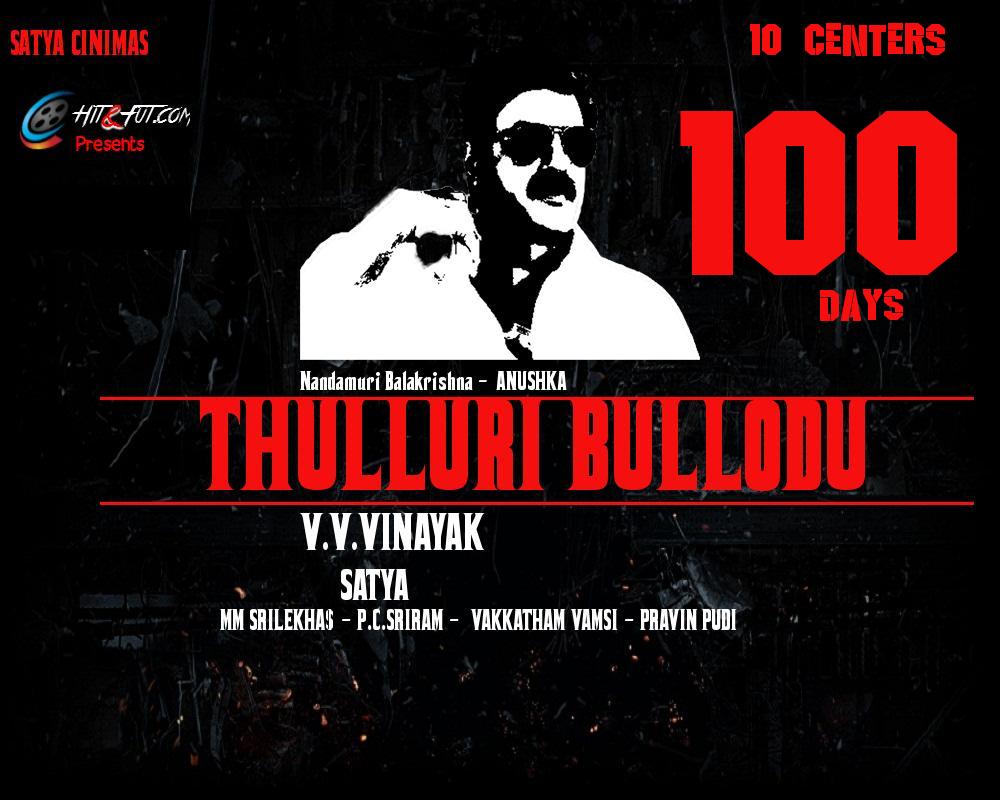 SATYA CINIMAS
10 CENTERS
HIT&FUT.COM
Presents
100
DAYS
Nandamuri Balakrishna - ANUSHKA
THULLURI BULLODU
V.V.VINAYAK
SATYA
MM SRILEKHA$ - P.C.SRIRAM - VAKKATHAM VAMSI - PRAVIN PUDI